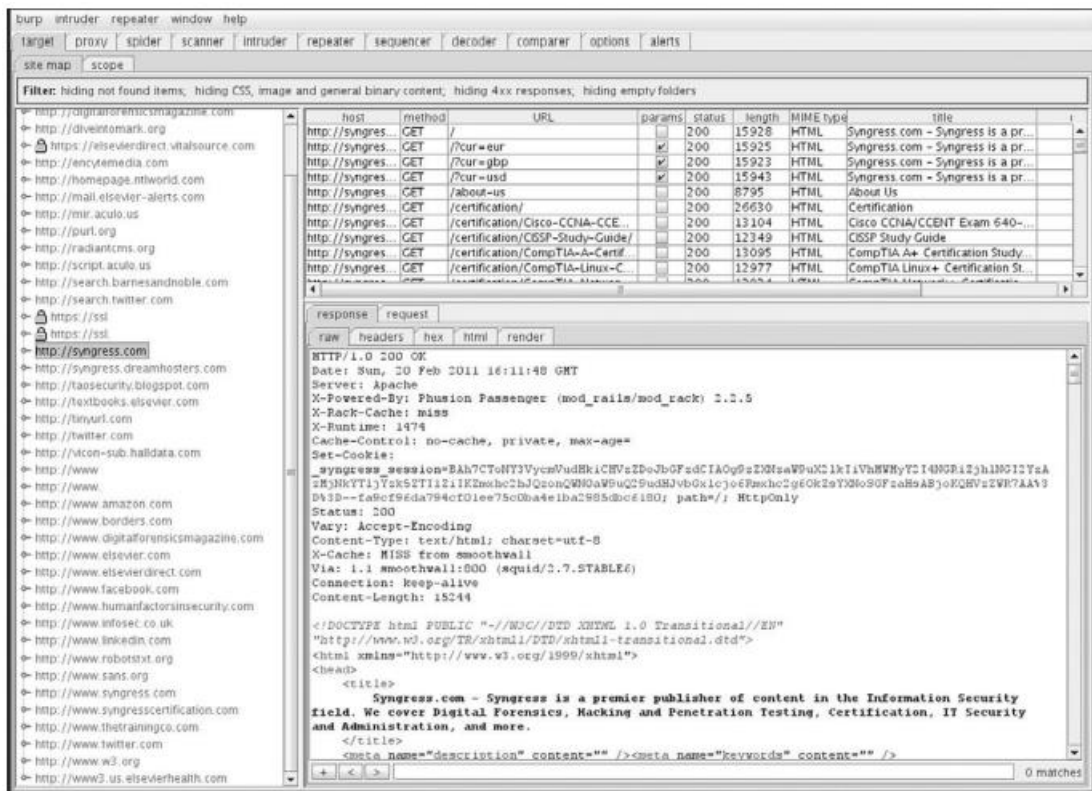 burp intruder repeater window help
target proxy spider scanner intruder repeater sequencer decoder comparer options alerts
site map scope
Filter: hiding not found items; hiding CSS, image and general binary content; hiding 4xx responses; hiding empty folders
http://digitalforensicsmagazine.com
http://diveintomark.org
https://elsevierdirect.vitalsource.com
http://encytemedia.com
http://homepage.ntlworld.com
http://mail.elsevier-alerts.com
http://mir.aculo.us
http://purl.org
http://radiantcms.org
http://script.aculo.us
http://search.barnesandnoble.com
http://search.twitter.com
https://ssl
https://ssl
http://syngress.com
http://syngress.dreamhosters.com
http://taosecurity.blogspot.com
http://textbooks.elsevier.com
http://tinyurl.com
http://twitter.com
http://vicon-sub.halldata.com
http://www
http://www.
http://www.amazon.com
http://www.borders.com
http://www.digitalforensicsmagazine.com
http://www.elsevier.com
http://www.elsevierdirect.com
http://www.facebook.com
http://www.humanfactorsinsecurity.com
http://www.infosec.co.uk
http://www.linkedin.com
http://www.robotstxt.org
http://www.sans.org
http://www.syngress.com
http://www.syngresscertification.com
http://www.thetrainingco.com
http://www.twitter.com
http://www.w3.org
http://www3.us.elsevierhealth.com
host method URL params status length MIME type title
http://syngres... GET / 200 15928 HTML Syngress.com - Syngress is a pr...
http://syngres... GET /?cur=eur 200 15925 HTML Syngress.com - Syngress is a pr...
http://syngres... GET /?cur=gbp 200 15923 HTML Syngress.com - Syngress is a pr...
http://syngres... GET /?cur=usd 200 15943 HTML Syngress.com - Syngress is a pr...
http://syngres... GET /about-us 200 8795 HTML About Us
http://syngres... GET /certification/ 200 26630 HTML Certification
http://syngres... GET /certification/Cisco-CCNA-CCE... 200 13104 HTML Cisco CCNA/CCENT Exam 640-...
http://syngres... GET /certification/CISSP-Study-Guide/ 200 12349 HTML CISSP Study Guide
http://syngres... GET /certification/CompTIA-A-Certif... 200 13095 HTML CompTIA A+ Certification Study...
http://syngres... GET /certification/CompTIA-Linux-C... 200 12977 HTML CompTIA Linux+ Certification St...
response request
raw headers hex html render
HTTP/1.0 200 OK
Date: Sun, 20 Feb 2011 16:11:48 GMT
Server: Apache
X-Powered-By: Phusion Passenger (mod_rails/mod_rack) 2.2.5
X-Rack-Cache: miss
X-Runtime: 1474
Cache-Control: no-cache, private, max-age=
Set-Cookie:
path=/; HttpOnly
Status: 200
Vary: Accept-Encoding
Content-Type: text/html; charset=utf-8
X-Cache: MISS from smoothwall
Via: 1.1 smoothwall:800 (squid/2.7.STABLE6)
Connection: keep-alive
Content-Length: 15244
<!DOCTYPE html PUBLIC "-//W3C//DTD XHTML 1.0 Transitional//EN"
"http://www.w3.org/TR/xhtml1/DTD/xhtml1-transitional.dtd">
<html xmlns="http://www.w3.org/1999/xhtml">
<head>
<title>
Syngress.com - Syngress is a premier publisher of content in the Information Security
field. We cover Digital Forensics, Hacking and Penetration Testing, Certification, IT Security
and Administration, and more.
</title>
<meta name="description" content="" /><meta name="keywords" content="" />
+ < > 0 matches